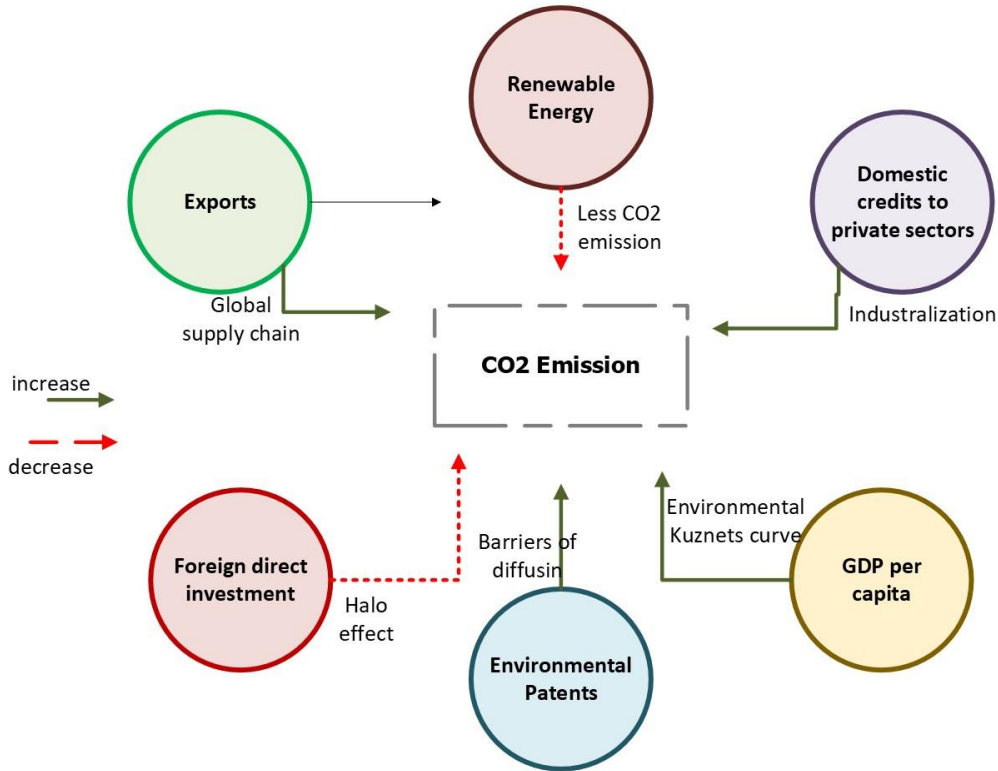 Renewable
Energy
Exports
Domestic
credits to
private sectors
Less CO2
emission
Global
supply chain
Industralization
CO2 Emission
increase
decrease
Foreign direct
investment
Halo
effect
Barriers of
diffusin
Environmental
Kuznets curve
GDP per
capita
Environmental
Patents